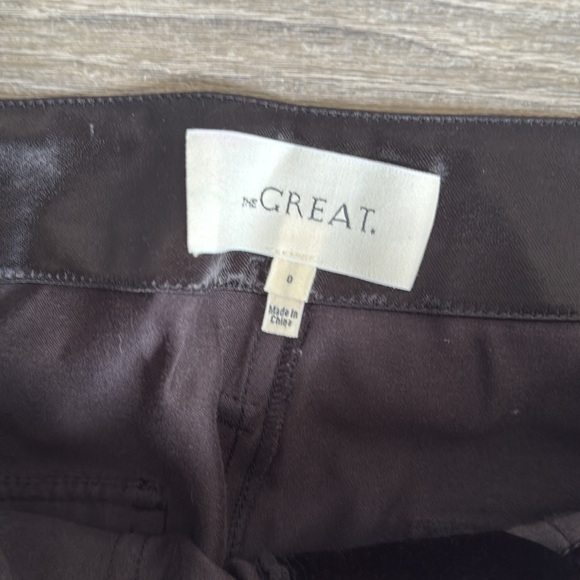 THE GREAT.
0
Made In
China